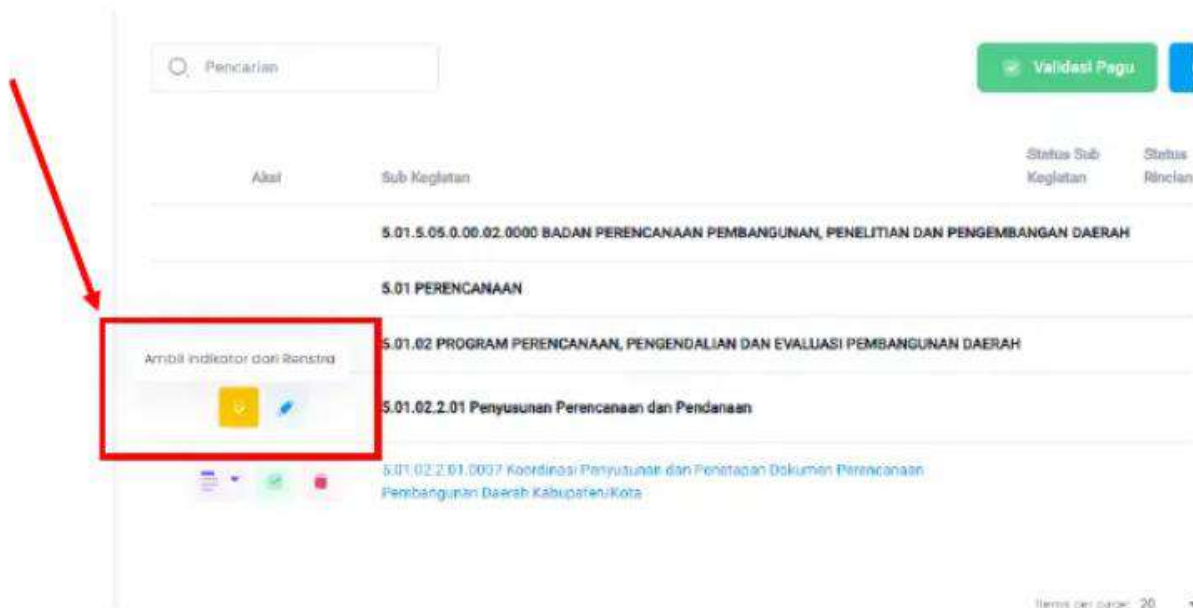 Pencarian
Validasi Pagu
Aksi
Sub Kegiatan
Status Sub
Kegiatan
Status
Rincian
5.01.5.05.0.00.02.0000 BADAN PERENCANAAN PEMBANGUNAN, PENELITIAN DAN PENGEMBANGAN DAERAH
5.01 PERENCANAAN
Ambil indikator dari Renstra
5.01.02 PROGRAM PERENCANAAN, PENGENDALIAN DAN EVALUASI PEMBANGUNAN DAERAH
5.01.02.2.01 Penyusunan Perencanaan dan Pendanaan
5.01.02.2.01.0007 Koordinasi Penyusunan dan Penetapan Dokumen Perencanaan
Pembangunan Daerah Kabupaten/Kota
Items per page: 20